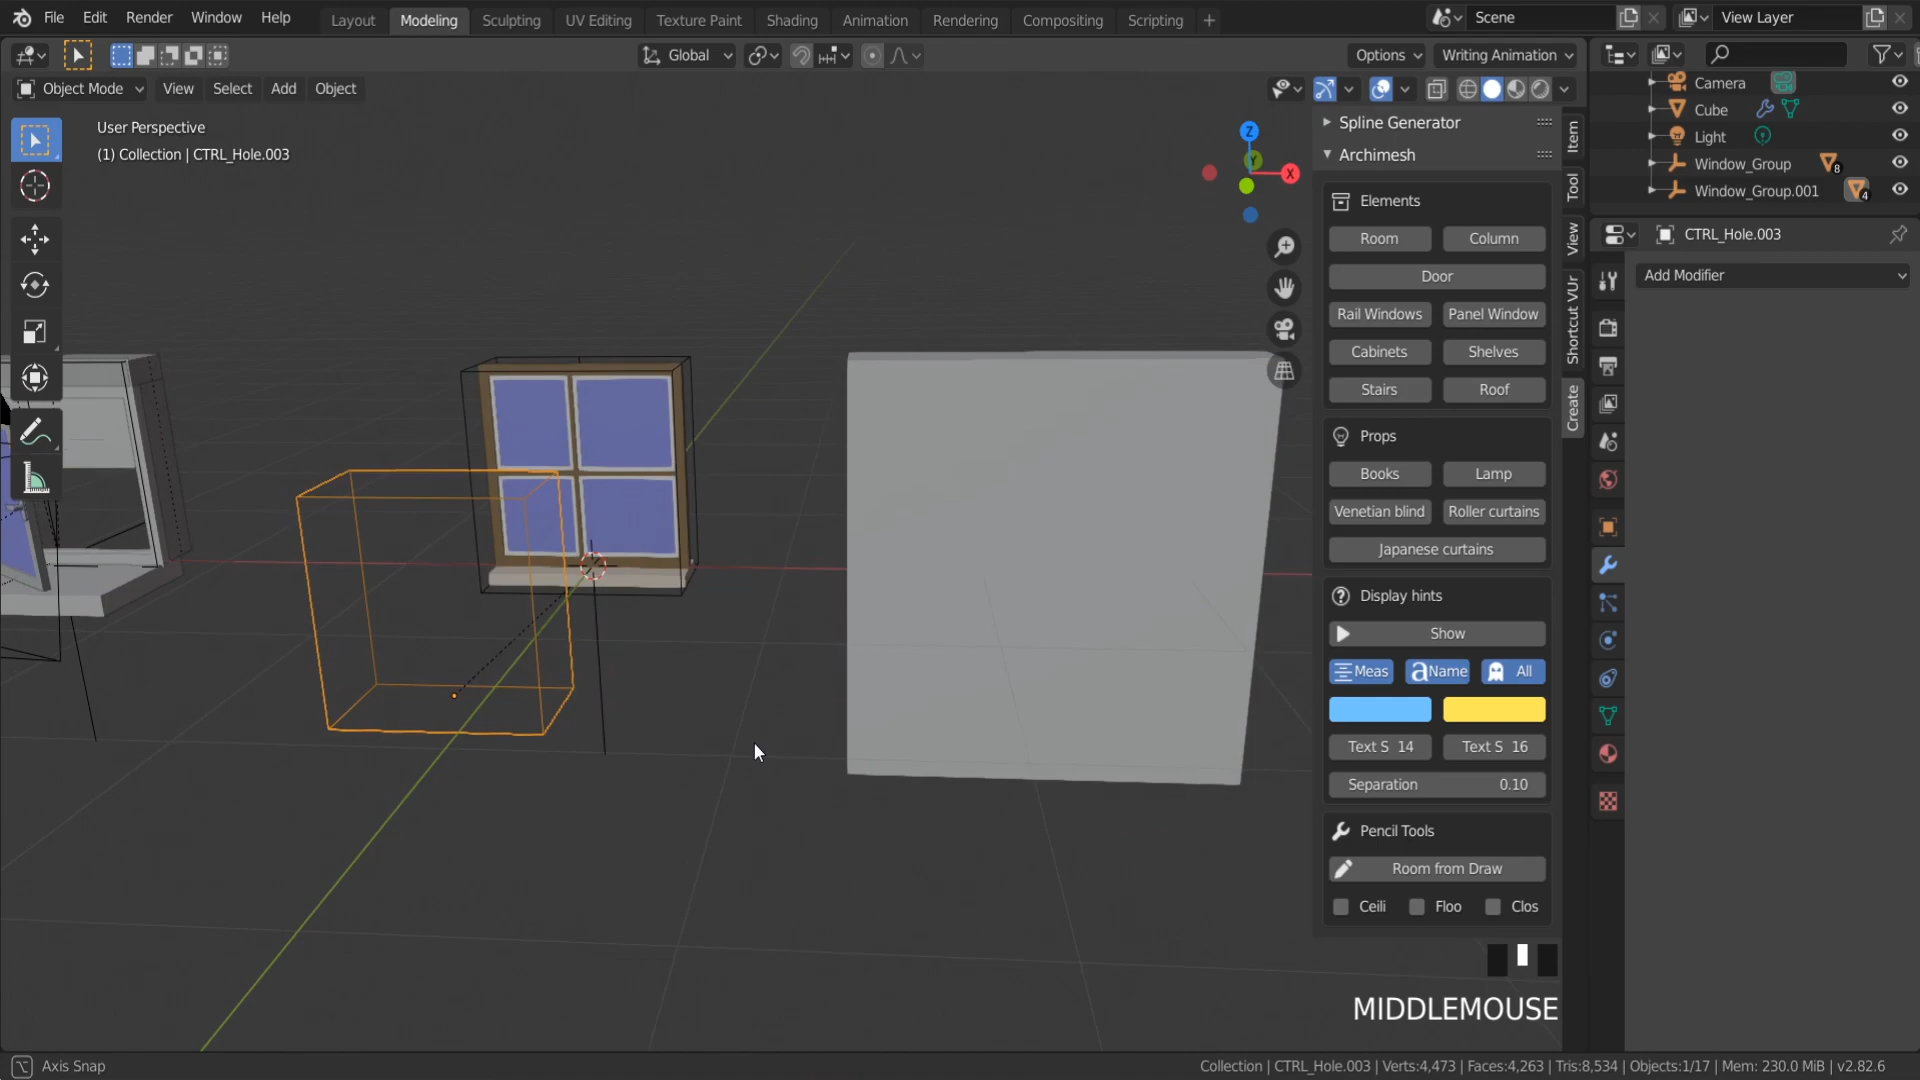 File Edit Render Window Help
Layout Modeling Sculpting UV Editing Texture Paint Shading Animation Rendering Compositing Scripting +
Scene
View Layer
Global
Options
Writing Animation
Object Mode View Select Add Object
User Perspective
(1) Collection | CTRL_Hole.003
Z
Y
X
Spline Generator
Archimesh
Elements
Room Column
Door
Rail Windows Panel Window
Cabinets Shelves
Stairs Roof
Props
Books Lamp
Venetian blind Roller curtains
Japanese curtains
Display hints
Show
Meas aName All
Text S 14 Text S 16
Separation 0.10
Pencil Tools
Room from Draw
Ceili Floo Clos
Item
Tool
View
Shortcut VUr
Create
Camera
Cube
Light
Window_Group 8
Window_Group.001 4
CTRL_Hole.003
Add Modifier
MIDDLEMOUSE
Axis Snap
Collection | CTRL_Hole.003 | Verts:4,473 | Faces:4,263 | Tris:8,534 | Objects:1/17 | Mem: 230.0 MiB | v2.82.6